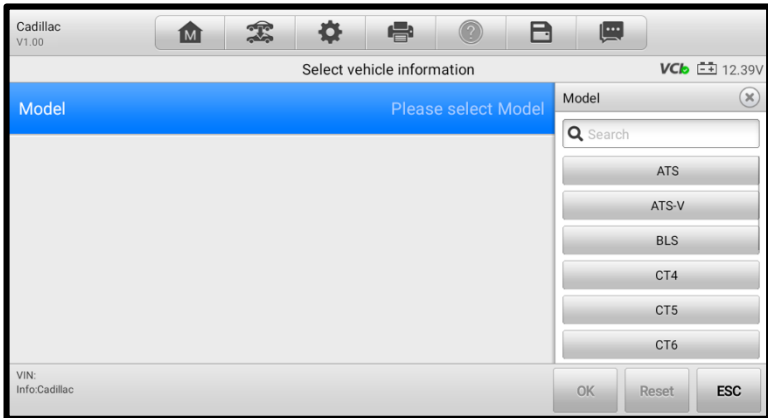 Cadillac
V1.00
M
?
Select vehicle information
VCI 12.39V
Model
Please select Model
Model
Search
ATS
ATS-V
BLS
CT4
CT5
CT6
VIN:
Info:Cadillac
OK
Reset
ESC